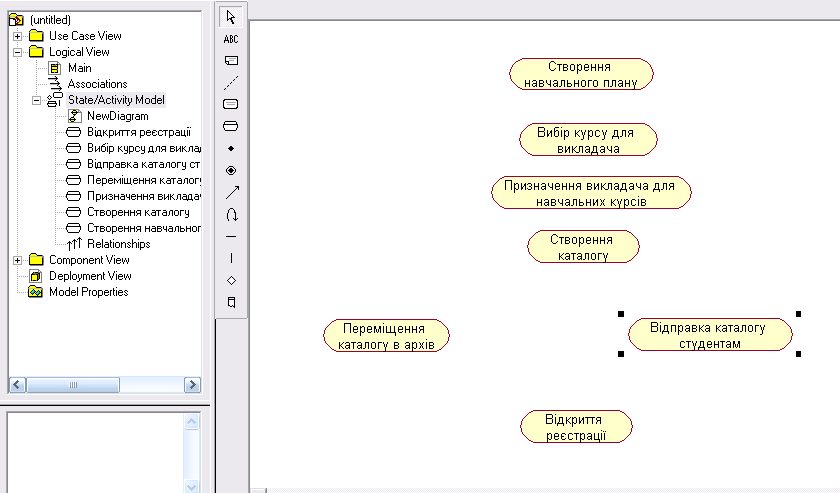 (untitled)
Use Case View
Logical View
Main
Associations
State/Activity Model
NewDiagram
Відкриття реєстрації
Вибір курсу для виклад
Відправка каталогу ст
Переміщення каталогу
Призначення викладач
Створення каталогу
Створення навчального
Relationships
Component View
Deployment View
Model Properties
ABC
Створення
навчального плану
Вибір курсу для
викладача
Призначення викладача для
навчальних курсів
Створення
каталогу
Переміщення
каталогу в архів
Відправка каталогу
студентам
Відкриття
реєстрації